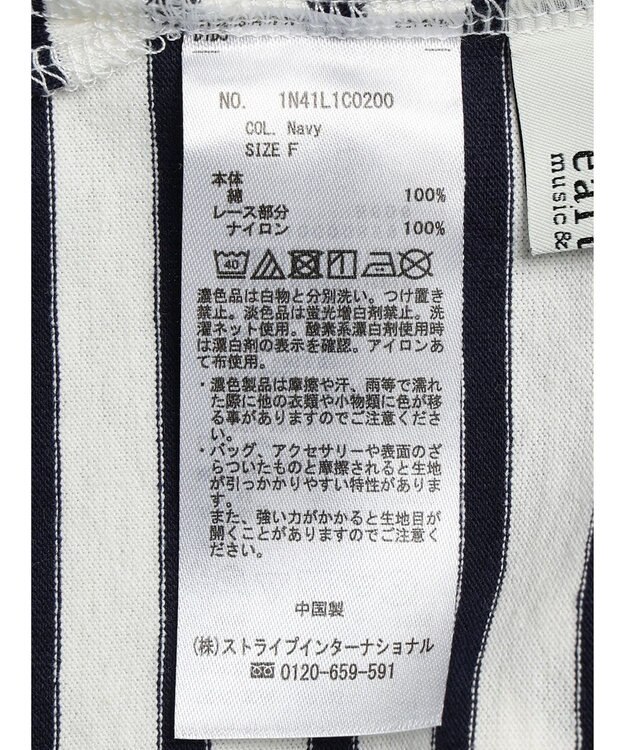 NO. 1N41L1C0200
COL. Navy
SIZE F
本体
綿 100%
レース部分
ナイロン 100%
40
濃色品は白物と分別洗い。つけ置き
禁止。淡色品は蛍光増白剤禁止。洗
濯ネット使用。酸素系漂白剤使用時
は漂白剤の表示を確認。アイロンあ
て布使用。
・濃色製品は摩擦や汗、雨等で濡れ
た際に他の衣類や小物類に色が移
る事がありますのでご注意くださ
い。
・バッグ、アクセサリーや表面のざ
らついたものと摩擦されると生地
が引っかかりやすい特性がありま
す。
また、強い力がかかると生地目が
開くことがありますのでご注意く
ださい。
中国製
(株)ストライプインターナショナル
0120-659-591
music &